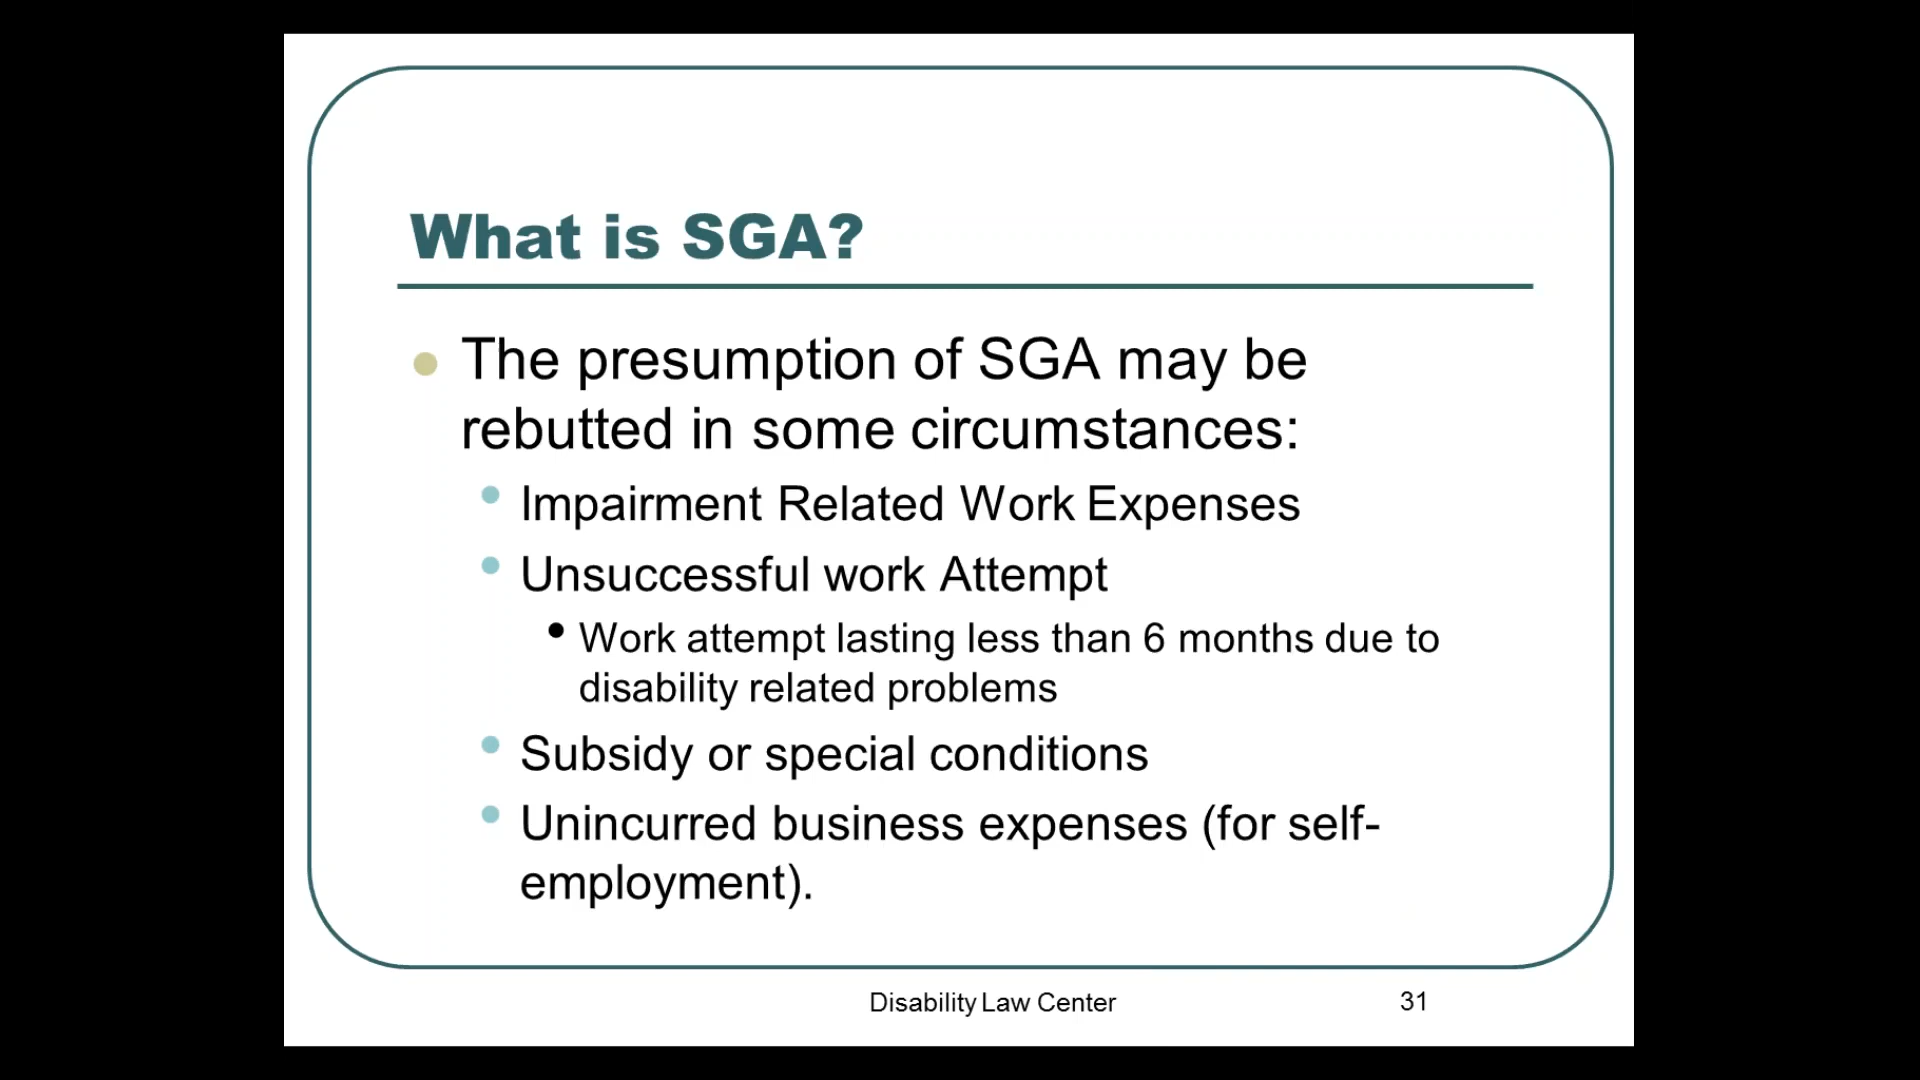 What is SGA?
The presumption of SGA may be
rebutted in some circumstances:
Impairment Related Work Expenses
Unsuccessful work Attempt
Work attempt lasting less than 6 months due to
disability related problems
Subsidy or special conditions
Unincurred business expenses (for self-
employment).
Disability Law Center
31